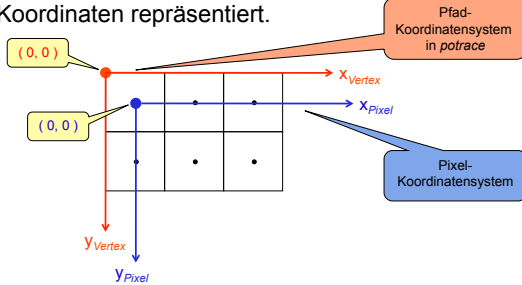 Koordinaten repräsentiert.
Pfad-
Koordinatensystem
in potrace
( 0, 0 )
xVertex
( 0, 0 )
xPixel
Pixel-
Koordinatensystem
yVertex
yPixel